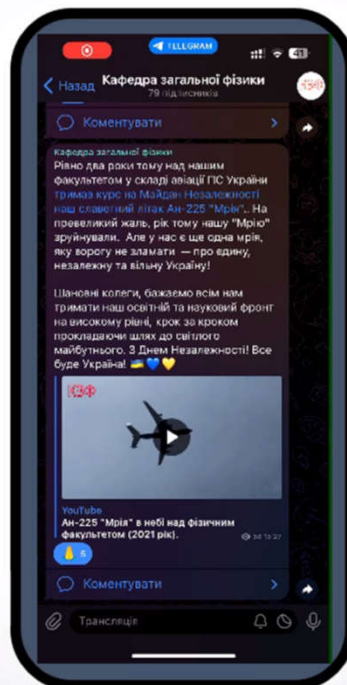 TELEGRAM
41
Назад
Кафедра загальної фізики
79 підписників
Коментувати
Кафедра загальної фізики
Рівно два роки тому над нашим
факультетом у складі авіації ПС України
тримав курс на Майдан Незалежності
наш славетний літак Ан-225 "Мрія".. На
превеликий жаль, рік тому нашу "Мрію"
зруйнували. Але у нас є ще одна мрія,
яку ворогу не зламати — про єдину,
незалежну та вільну Україну!
Шановні колеги, бажаємо всім нам
тримати наш освітній та науковий фронт
на високому рівні, крок за кроком
прокладаючи шлях до світлого
майбутнього. З Днем Незалежності! Все
буде Україна! 🇺🇦💙💛
YouTube
Ан-225 "Мрія" в небі над фізичним
факультетом (2021 рік).
🙏 5
Коментувати
Трансляція